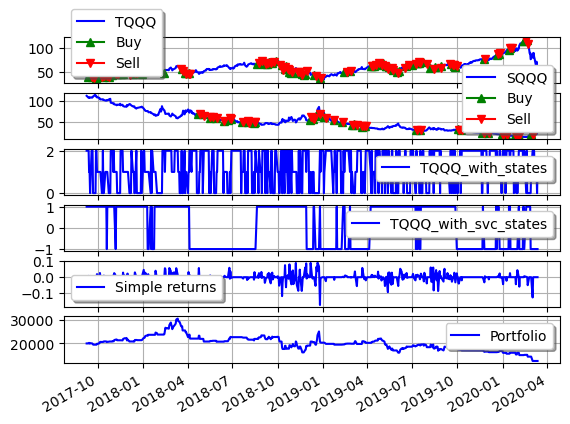 TQQQ
Buy
Sell
100
50
SQQQ
Buy
Sell
100
50
2
0
TQQQ_with_states
1
0
−1
TQQQ_with_svc_states
0.1
0.0
−0.1
Simple returns
30000
20000
Portfolio
2017-10
2018-01
2018-04
2018-07
2018-10
2019-01
2019-04
2019-07
2019-10
2020-01
2020-04